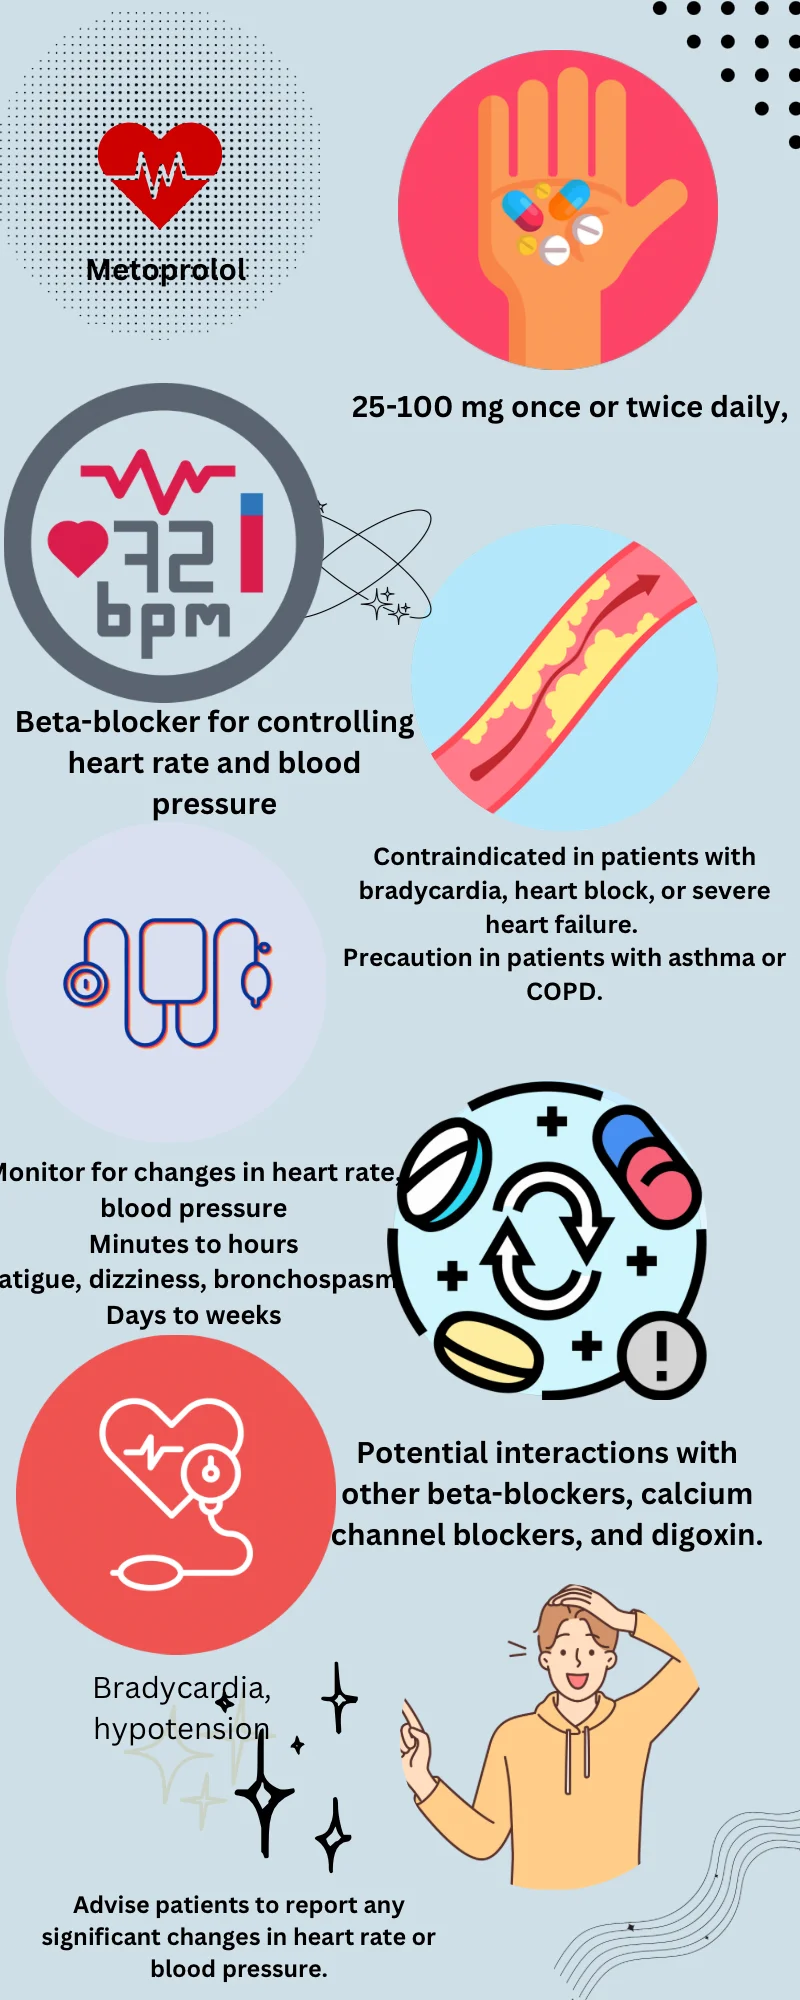 Metoprolol
25-100 mg once or twice daily,
72
bpm
Beta-blocker for controlling
heart rate and blood
pressure
Contraindicated in patients with
bradycardia, heart block, or severe
heart failure.
Precaution in patients with asthma or
COPD.
Monitor for changes in heart rate,
blood pressure
Minutes to hours
atigue, dizziness, bronchospasm
Days to weeks
Potential interactions with
other beta-blockers, calcium
channel blockers, and digoxin.
Bradycardia,
hypotension
Advise patients to report any
significant changes in heart rate or
blood pressure.